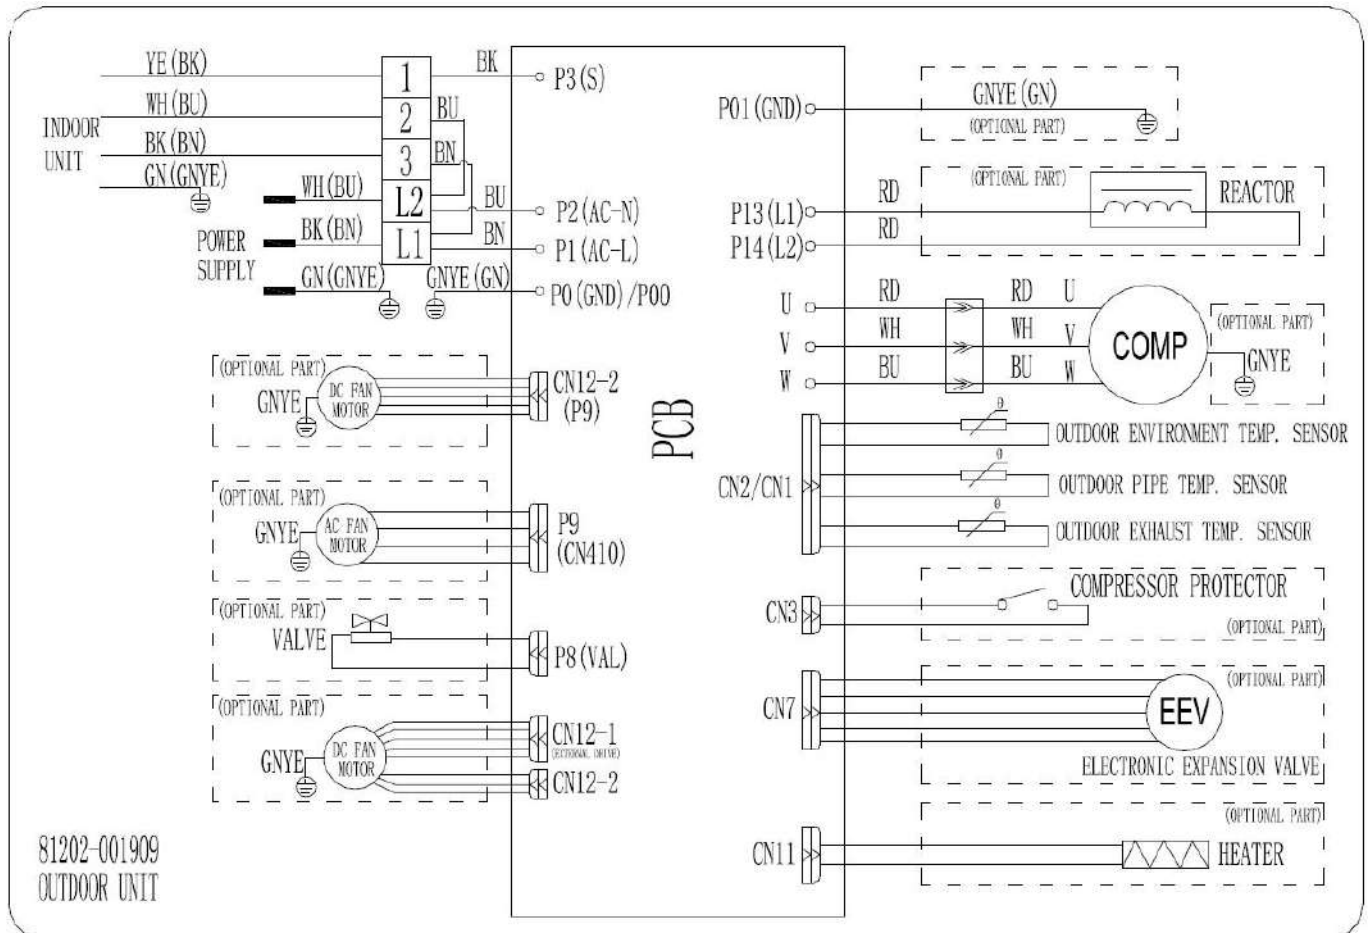 YE(BK)
WH(BU)
BK(BN)
GN(GNYE)
INDOOR
UNIT
1
2
3
L2
L1
BK
BU
BN
BU
BN
P3(S)
P2(AC-N)
P1(AC-L)
P0(GND)/P00
WH(BU)
BK(BN)
GN(GNYE)
GNYE(GN)
POWER
SUPPLY
(OPTIONAL PART)
GNYE
DC FAN
MOTOR
CN12-2
(P9)
(OPTIONAL PART)
GNYE
AC FAN
MOTOR
P9
(CN410)
(OPTIONAL PART)
VALVE
P8(VAL)
(OPTIONAL PART)
GNYE
DC FAN
MOTOR
CN12-1
(EXTERNAL DRIVE)
CN12-2
81202-001909
OUTDOOR UNIT
PCB
P01(GND)
GNYE(GN)
(OPTIONAL PART)
P13(L1)
P14(L2)
RD
RD
(OPTIONAL PART)
REACTOR
U
V
W
RD
WH
BU
RD
WH
BU
U
V
W
COMP
(OPTIONAL PART)
GNYE
CN2/CN1
θ
OUTDOOR ENVIRONMENT TEMP. SENSOR
θ
OUTDOOR PIPE TEMP. SENSOR
θ
OUTDOOR EXHAUST TEMP. SENSOR
CN3
COMPRESSOR PROTECTOR
(OPTIONAL PART)
CN7
(OPTIONAL PART)
EEV
ELECTRONIC EXPANSION VALVE
CN11
(OPTIONAL PART)
HEATER